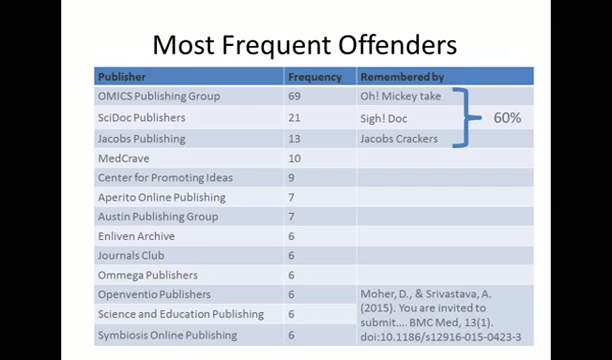 Most Frequent Offenders
Publisher Frequency Remembered by
OMICS Publishing Group 69 Oh! Mickey take
SciDoc Publishers 21 Sigh! Doc 60%
Jacobs Publishing 13 Jacobs Crackers
MedCrave 10
Center for Promoting Ideas 9
Aperito Online Publishing 7
Austin Publishing Group 7
Enliven Archive 6
Journals Club 6
Ommega Publishers 6
Openventio Publishers 6
Science and Education Publishing 6
Symbiosis Online Publishing 6
Moher, D., & Srivastava, A.
(2015). You are invited to
submit.... BMC Med, 13(1).
doi:10.1186/s12916-015-0423-3